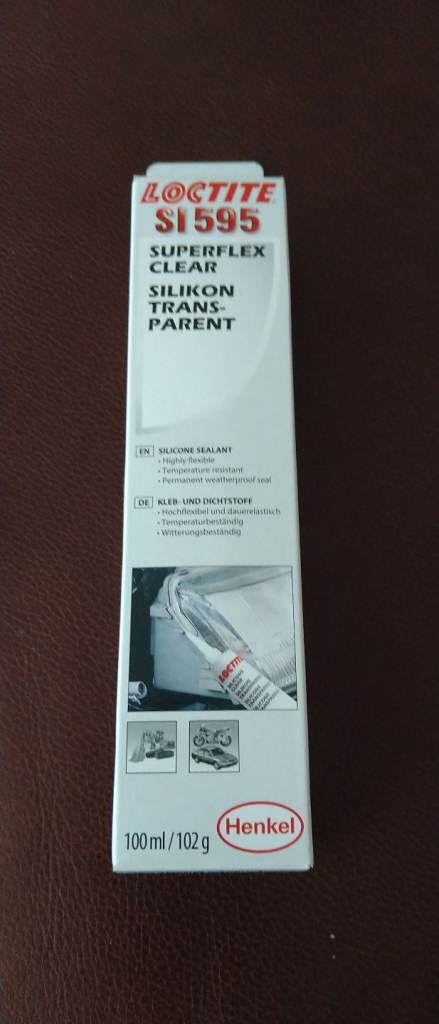 LOCTITE®
SI 595
SUPERFLEX
CLEAR
SILIKON
TRANS-
PARENT
EN SILICONE SEALANT
• Highly flexible
• Temperature resistant
• Permanent weatherproof seal
DE KLEB- UND DICHTSTOFF
• Hochflexibel und dauerelastisch
• Temperaturbeständig
• Witterungsbeständig
LOCTITE
100 ml / 102 g
Henkel